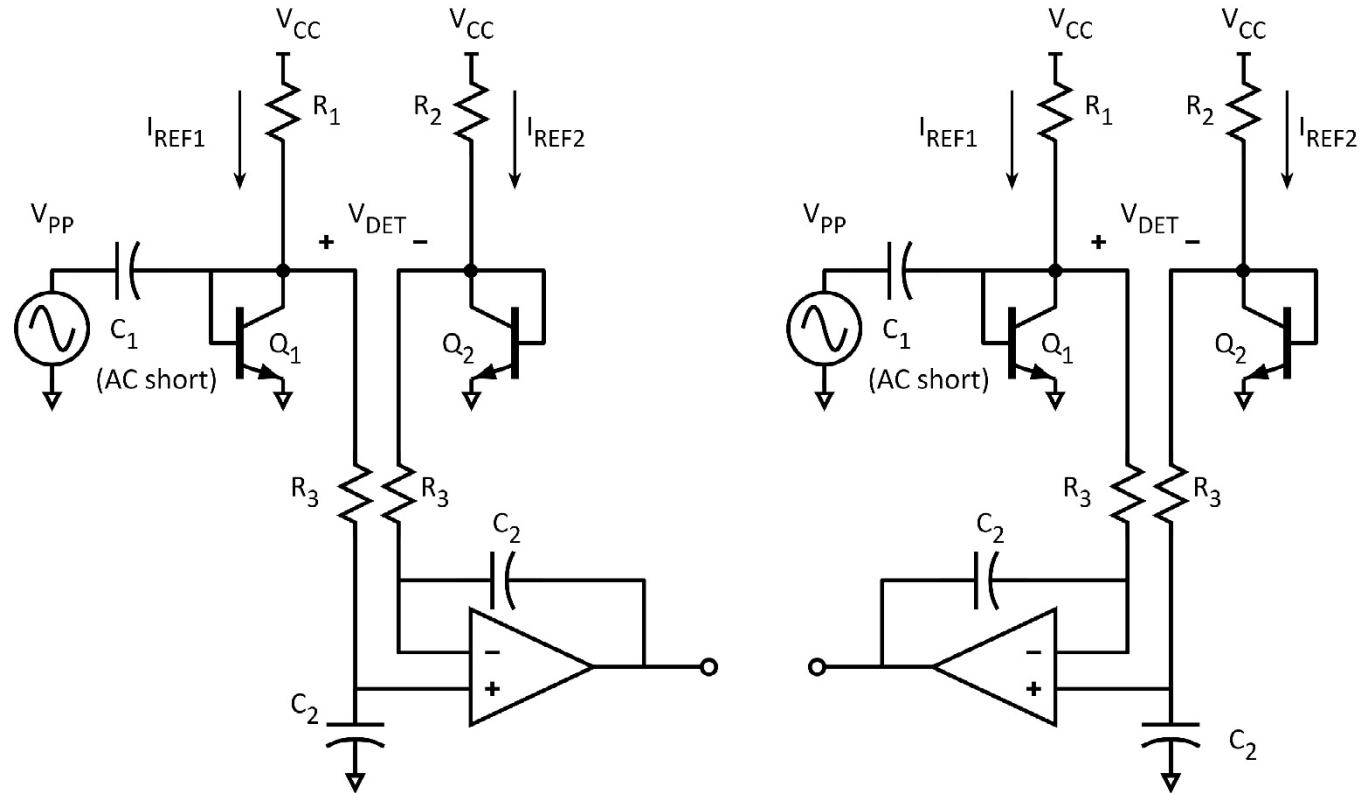 VCC VCC VCC VCC
R1 R2 R1 R2
IREF1 IREF2 IREF1 IREF2
VPP VDET VPP VDET
+ − + −
C1 Q1 Q2 C1 Q1 Q2
(AC short) (AC short)
R3 R3 R3 R3
C2 C2
− −
+ +
C2 C2